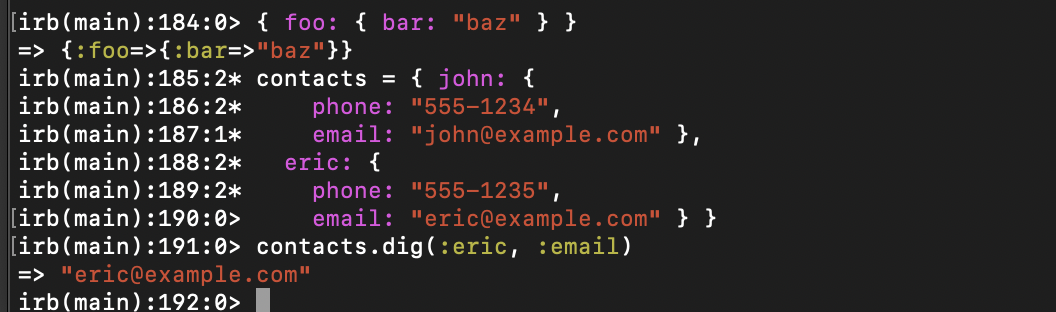 [irb(main):184:0> { foo: { bar: "baz" } }
=> {:foo=>{:bar=>"baz"}}
irb(main):185:2* contacts = { john: {
irb(main):186:2*     phone: "555-1234",
irb(main):187:1*     email: "john@example.com" },
irb(main):188:2*   eric: {
irb(main):189:2*     phone: "555-1235",
[irb(main):190:0>     email: "eric@example.com" } }
[irb(main):191:0> contacts.dig(:eric, :email)
=> "eric@example.com"
irb(main):192:0>